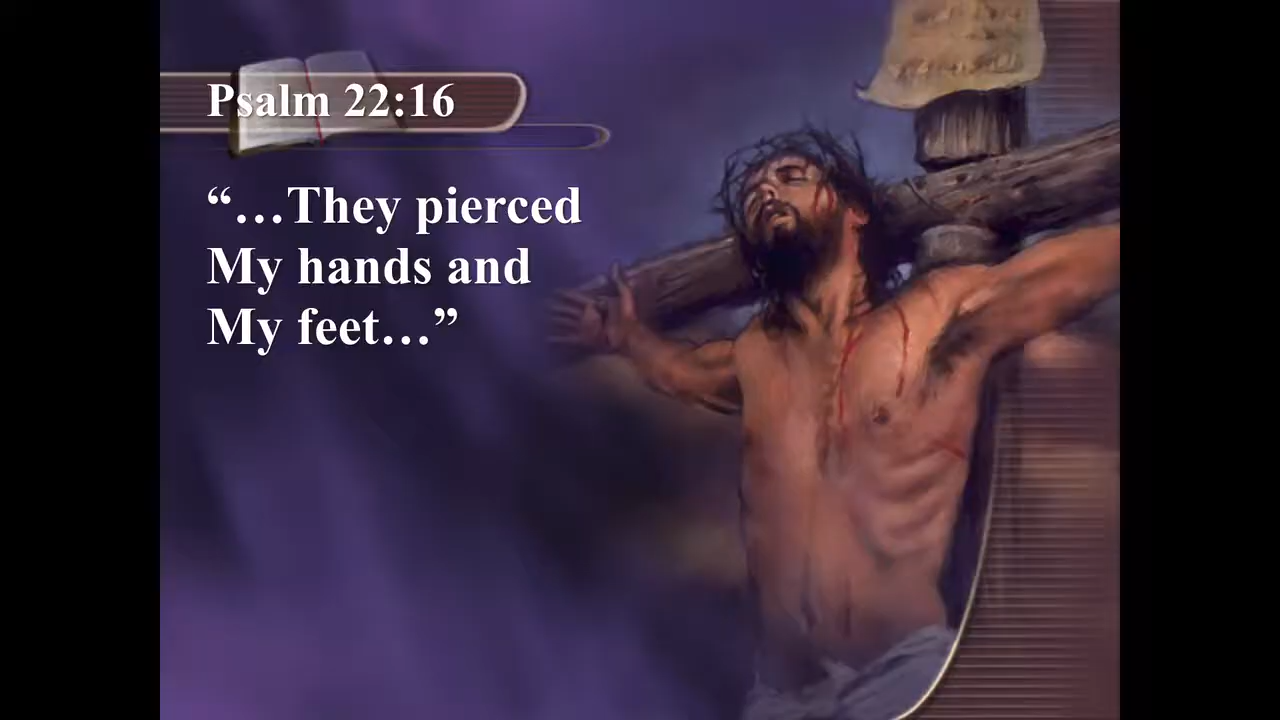 Psalm 22:16
“…They pierced
My hands and
My feet…”